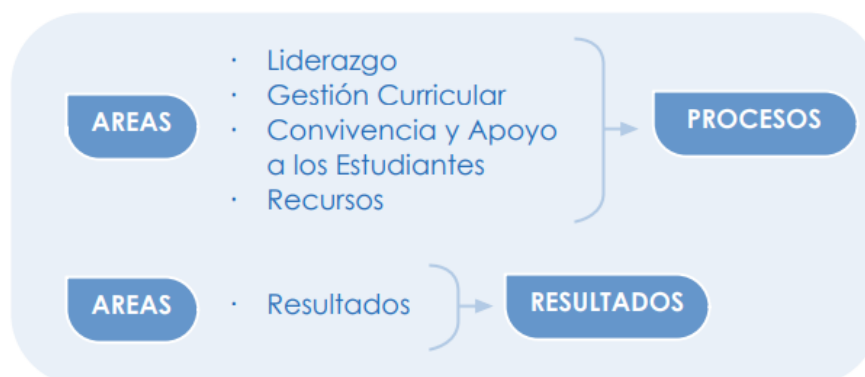 · Liderazgo
· Gestión Curricular
AREAS
· Convivencia y Apoyo
a los Estudiantes
· Recursos
PROCESOS
AREAS
· Resultados
RESULTADOS